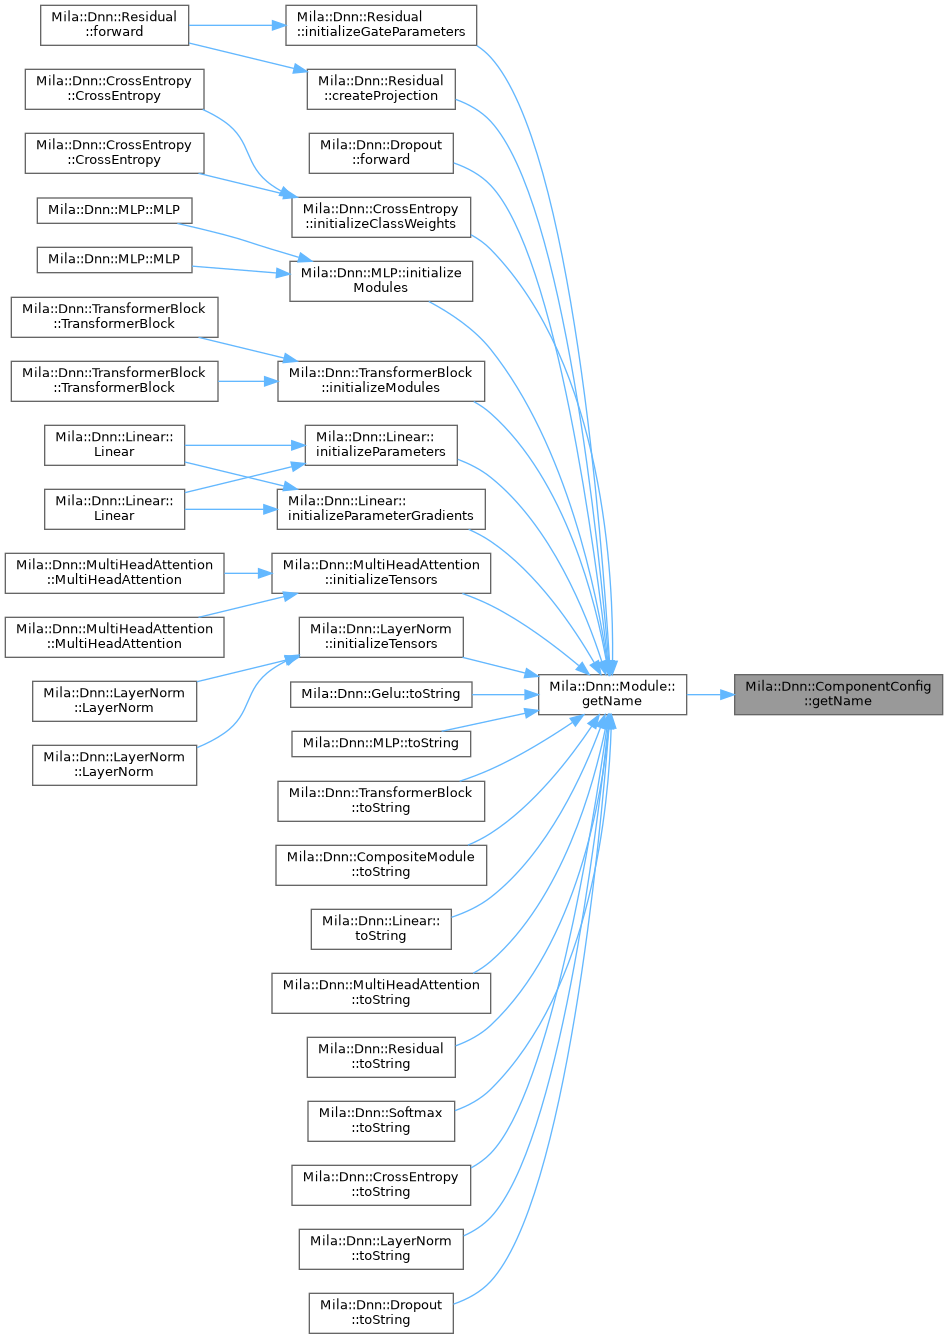 Mila::Dnn::Residual
::forward
Mila::Dnn::CrossEntropy
::CrossEntropy
Mila::Dnn::CrossEntropy
::CrossEntropy
Mila::Dnn::MLP::MLP
Mila::Dnn::MLP::MLP
Mila::Dnn::TransformerBlock
::TransformerBlock
Mila::Dnn::TransformerBlock
::TransformerBlock
Mila::Dnn::Linear::
Linear
Mila::Dnn::Linear::
Linear
Mila::Dnn::MultiHeadAttention
::MultiHeadAttention
Mila::Dnn::MultiHeadAttention
::MultiHeadAttention
Mila::Dnn::LayerNorm
::LayerNorm
Mila::Dnn::LayerNorm
::LayerNorm
Mila::Dnn::Residual
::initializeGateParameters
Mila::Dnn::Residual
::createProjection
Mila::Dnn::Dropout
::forward
Mila::Dnn::CrossEntropy
::initializeClassWeights
Mila::Dnn::MLP::initialize
Modules
Mila::Dnn::TransformerBlock
::initializeModules
Mila::Dnn::Linear::
initializeParameters
Mila::Dnn::Linear::
initializeParameterGradients
Mila::Dnn::MultiHeadAttention
::initializeTensors
Mila::Dnn::LayerNorm
::initializeTensors
Mila::Dnn::Gelu::toString
Mila::Dnn::MLP::toString
Mila::Dnn::TransformerBlock
::toString
Mila::Dnn::CompositeModule
::toString
Mila::Dnn::Linear::
toString
Mila::Dnn::MultiHeadAttention
::toString
Mila::Dnn::Residual
::toString
Mila::Dnn::Softmax
::toString
Mila::Dnn::CrossEntropy
::toString
Mila::Dnn::LayerNorm
::toString
Mila::Dnn::Dropout
::toString
Mila::Dnn::Module::
getName
Mila::Dnn::ComponentConfig
::getName